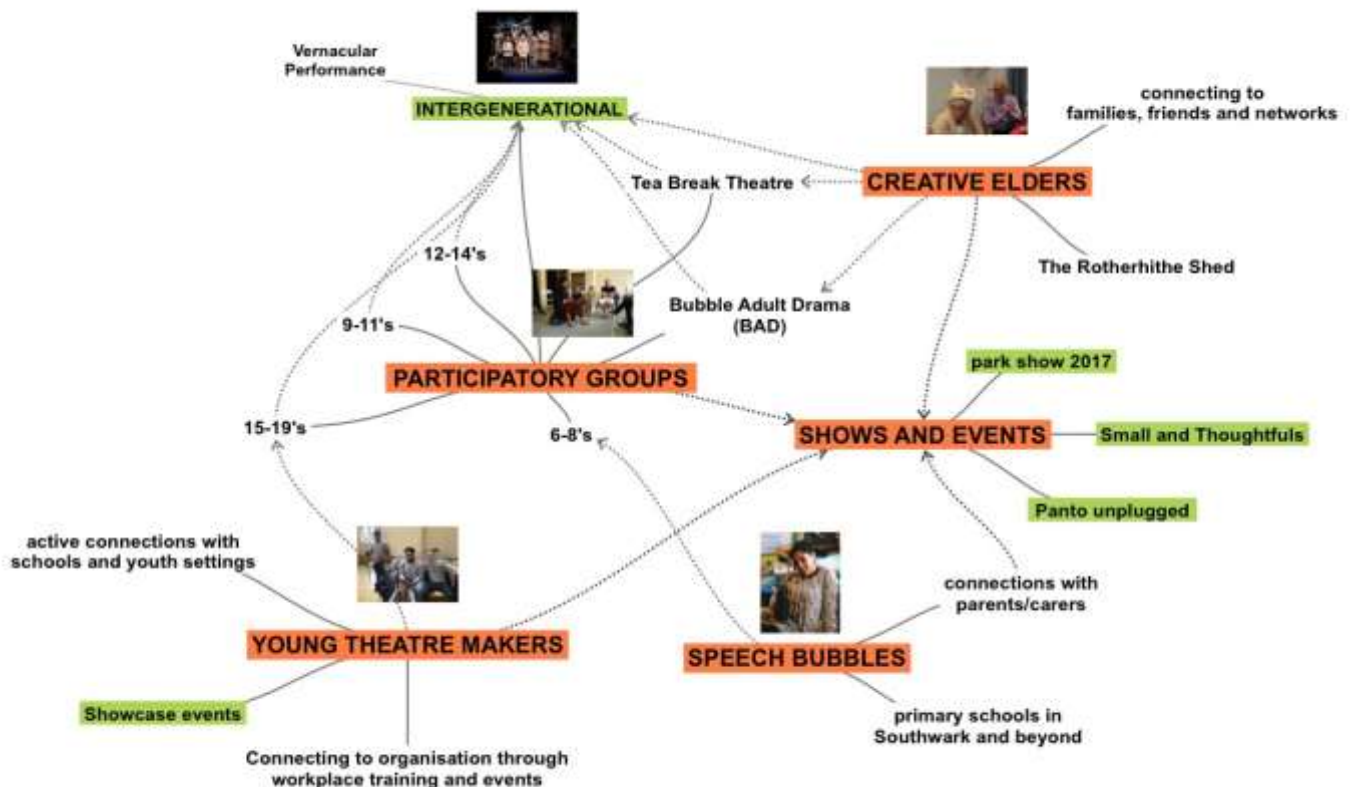 Vernacular
Performance
INTERGENERATIONAL
connecting to
families, friends and networks
Tea Break Theatre
CREATIVE ELDERS
12-14's
The Rotherhithe Shed
Bubble Adult Drama
(BAD)
9-11's
park show 2017
PARTICIPATORY GROUPS
15-19's
6-8's
SHOWS AND EVENTS
Small and Thoughtfuls
Panto unplugged
active connections with
schools and youth settings
connections with
parents/carers
YOUNG THEATRE MAKERS
SPEECH BUBBLES
Showcase events
primary schools in
Southwark and beyond
Connecting to organisation through
workplace training and events